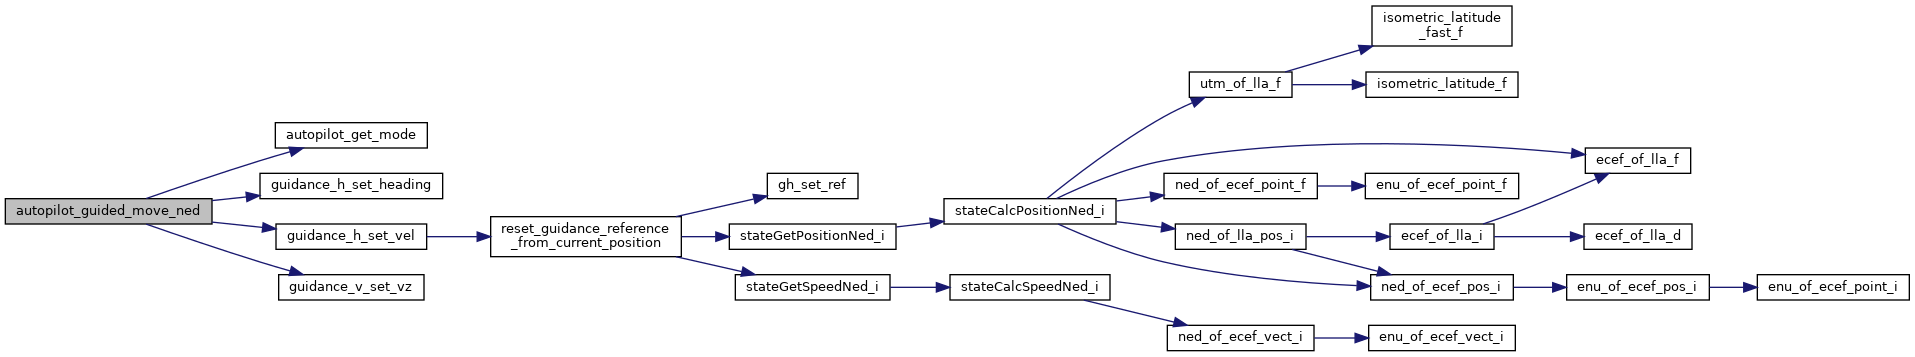 isometric_latitude
_fast_f
utm_of_lla_f
isometric_latitude_f
autopilot_get_mode
ecef_of_lla_f
guidance_h_set_heading
gh_set_ref
ned_of_ecef_point_f
enu_of_ecef_point_f
autopilot_guided_move_ned
stateCalcPositionNed_i
guidance_h_set_vel
reset_guidance_reference
_from_current_position
stateGetPositionNed_i
ned_of_lla_pos_i
ecef_of_lla_i
ecef_of_lla_d
guidance_v_set_vz
stateGetSpeedNed_i
stateCalcSpeedNed_i
ned_of_ecef_pos_i
enu_of_ecef_pos_i
enu_of_ecef_point_i
ned_of_ecef_vect_i
enu_of_ecef_vect_i